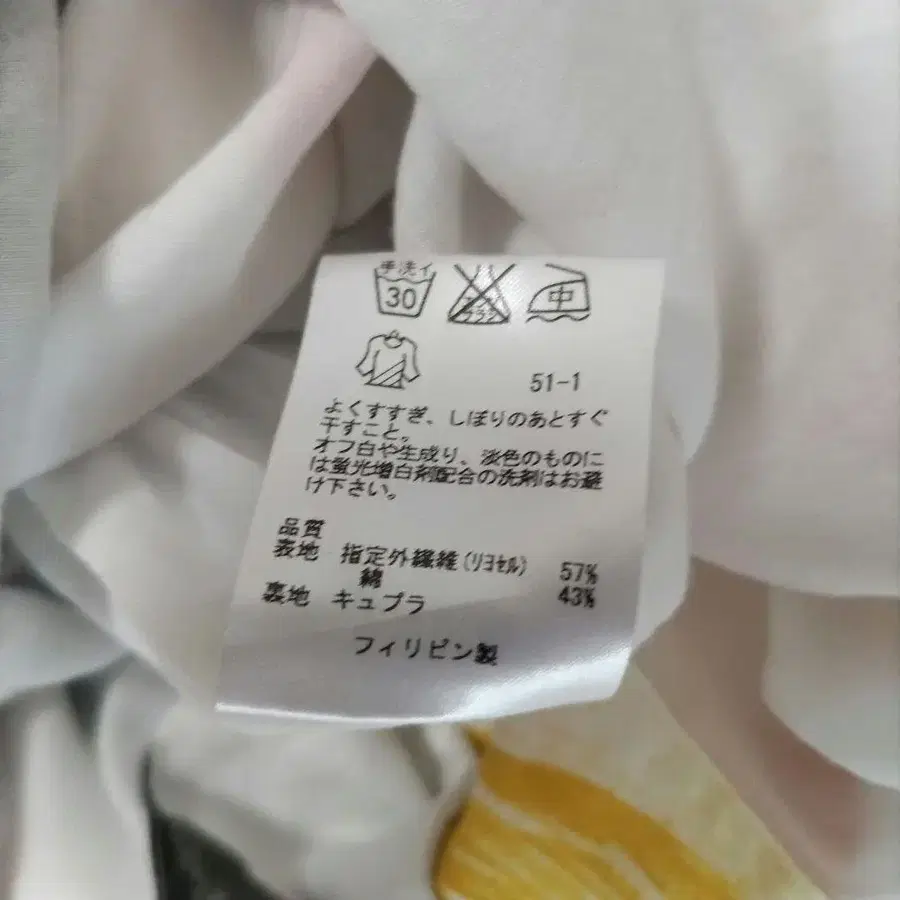 手洗イ
30
中
51-1
よくすすぎ、しぼりのあとすぐ
干すこと。
オフ白や生成り、淡色のものに
は蛍光増白剤配合の洗剤はお避
け下さい。
品質
表地 指定外繊維(リヨセル) 57%
綿 43%
裏地 キュプラ
フィリピン製